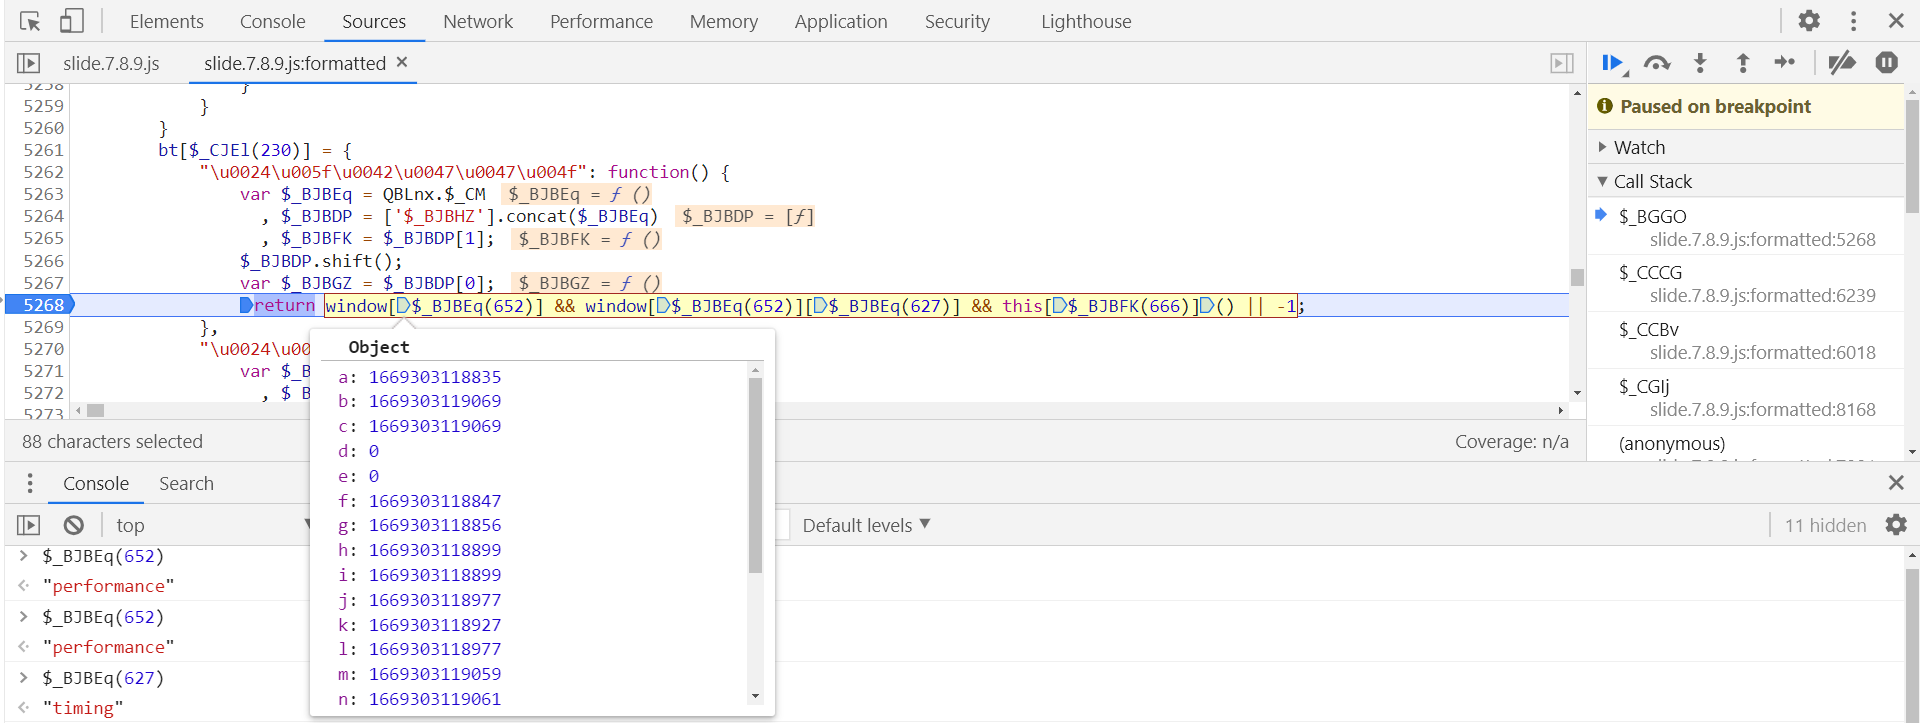 Elements Console Sources Network Performance Memory Application Security Lighthouse
slide.7.8.9.js slide.7.8.9.js:formatted ×
5258 }
5259 }
5260 }
5261 bt[$_CJEl(230)] = {
5262 "\u0024\u005f\u0042\u0047\u0047\u004f": function() {
5263 var $_BJBEq = QBLnx.$_CM $_BJBEq = ƒ ()
5264 , $_BJBDP = ['$_BJBHZ'].concat($_BJBEq) $_BJBDP = [ƒ]
5265 , $_BJBFK = $_BJBDP[1]; $_BJBFK = ƒ ()
5266 $_BJBDP.shift();
5267 var $_BJBGZ = $_BJBDP[0]; $_BJBGZ = ƒ ()
5268 return window[$_BJBEq(652)] && window[$_BJBEq(652)][$_BJBEq(627)] && this[$_BJBFK(666)]() || -1;
5269 },
5270 "\u0024\u00
5271 var $_B
5272 , $_B
5273
Object
a: 1669303118835
b: 1669303119069
c: 1669303119069
d: 0
e: 0
f: 1669303118847
g: 1669303118856
h: 1669303118899
i: 1669303118899
j: 1669303118977
k: 1669303118927
l: 1669303118977
m: 1669303119059
n: 1669303119061
88 characters selected Coverage: n/a
Paused on breakpoint
Watch
Call Stack
$_BGGO
slide.7.8.9.js:formatted:5268
$_CCCG
slide.7.8.9.js:formatted:6239
$_CCBv
slide.7.8.9.js:formatted:6018
$_CGIj
slide.7.8.9.js:formatted:8168
(anonymous)
Console Search
top Default levels 11 hidden
$_BJBEq(652)
"performance"
$_BJBEq(652)
"performance"
$_BJBEq(627)
"timing"